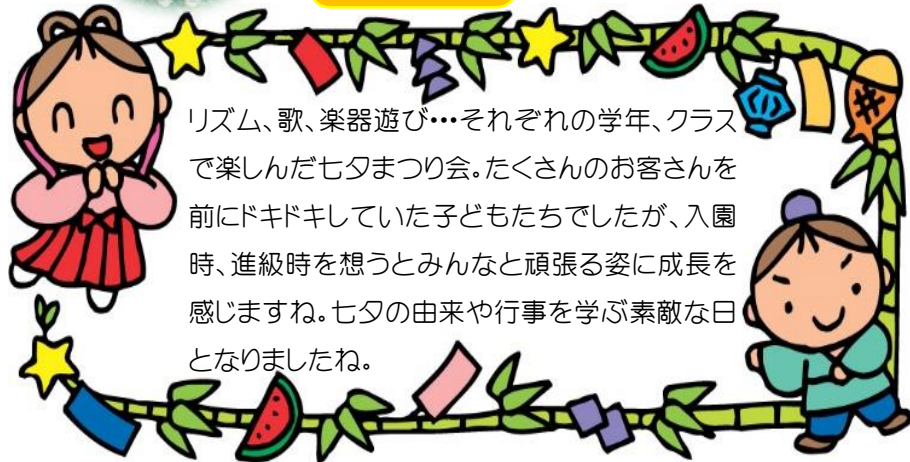 リズム、歌、楽器遊び•••それぞれの学年、クラス
で楽しんだ七夕まつり会。たくさんのお客さんを
前にドキドキしていた子どもたちでしたが、入園
時、進級時を想うとみんなと頑張る姿に成長を
感じますね。七夕の由来や行事を学ぶ素敵な日
となりましたね。